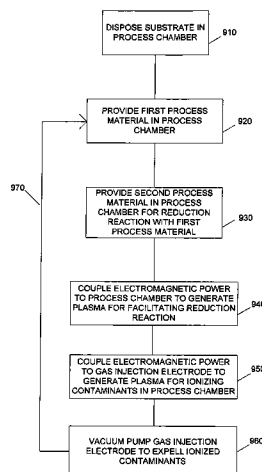 DISPOSE SUBSTRATE IN
PROCESS CHAMBER
910
PROVIDE FIRST PROCESS
MATERIAL IN PROCESS
CHAMBER
920
970
PROVIDE SECOND PROCESS
MATERIAL IN PROCESS
CHAMBER FOR REDUCTION
REACTION WITH FIRST
PROCESS MATERIAL
930
COUPLE ELECTROMAGNETIC POWER
TO PROCESS CHAMBER TO GENERATE
PLASMA FOR FACILITATING REDUCTION
REACTION
940
COUPLE ELECTROMAGNETIC POWER
TO GAS INJECTION ELECTRODE TO
GENERATE PLASMA FOR IONIZING
CONTAMINANTS IN PROCESS CHAMBER
950
VACUUM PUMP GAS INJECTION
ELECTRODE TO EXPELL IONIZED
CONTAMINANTS
960